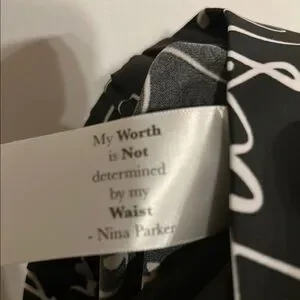 My Worth
is Not
determined
by my
Waist
- Nina Parker